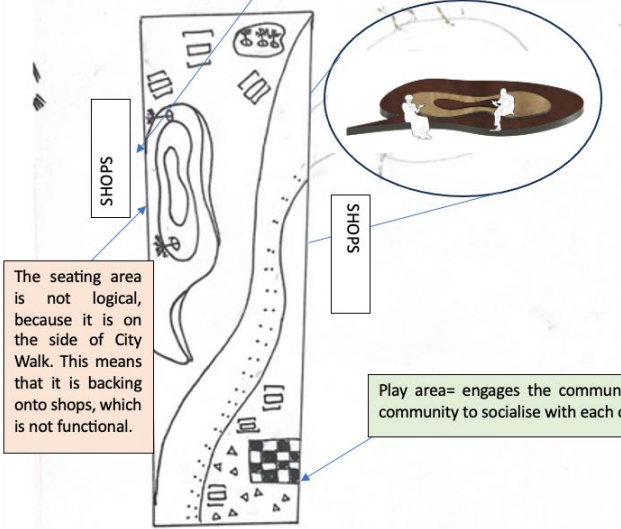 SHOPS
SHOPS
The seating area
is not logical,
because it is on
the side of City
Walk. This means
that it is backing
onto shops, which
is not functional.
Play area= engages the commun
community to socialise with each